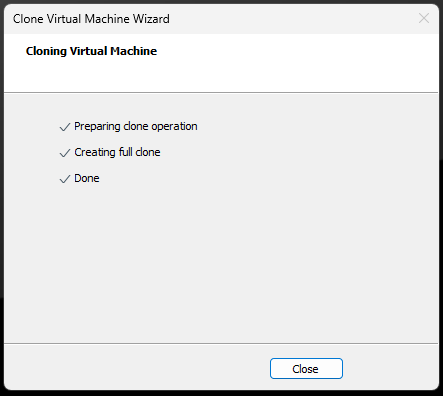 Clone Virtual Machine Wizard
Cloning Virtual Machine
Preparing clone operation
Creating full clone
Done
Close